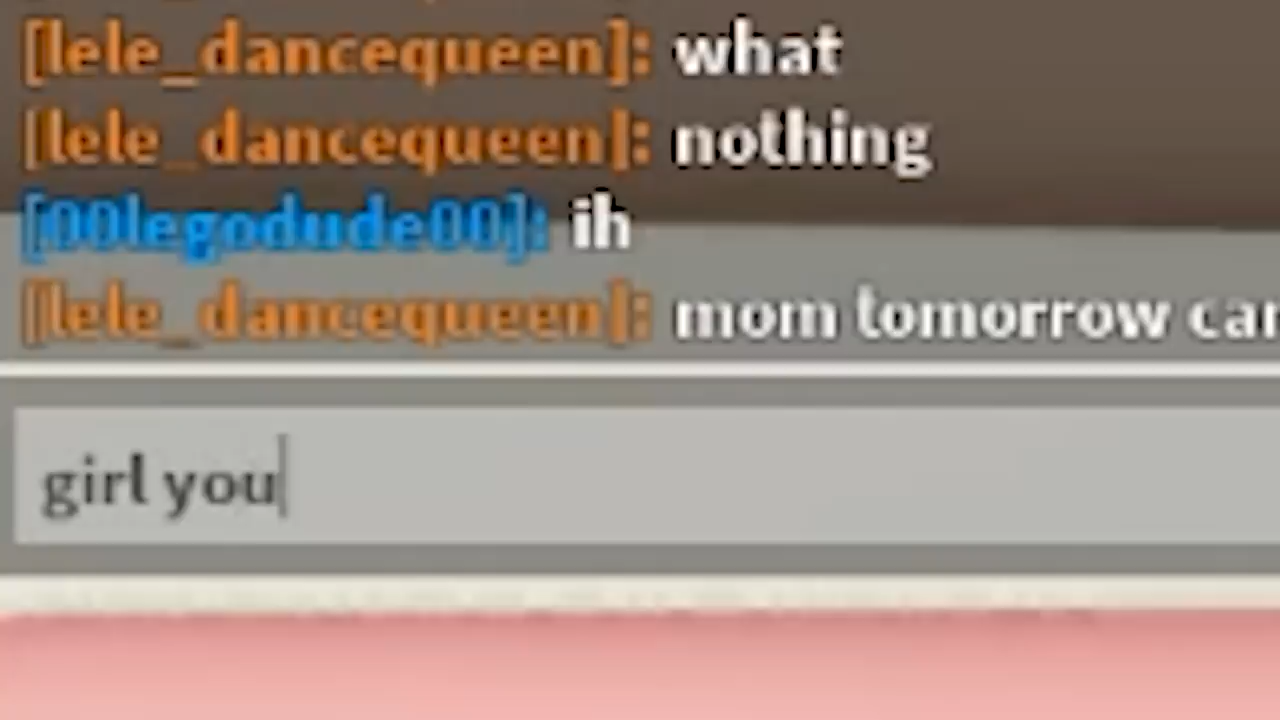 [lele_dancequeen]: what
[lele_dancequeen]: nothing
[00legodude00]: ih
[lele_dancequeen]: mom tomorrow
girl you